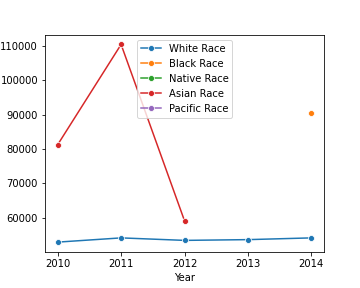 110000
100000
90000
80000
70000
60000
White Race
Black Race
Native Race
Asian Race
Pacific Race
2010 2011 2012 2013 2014
Year